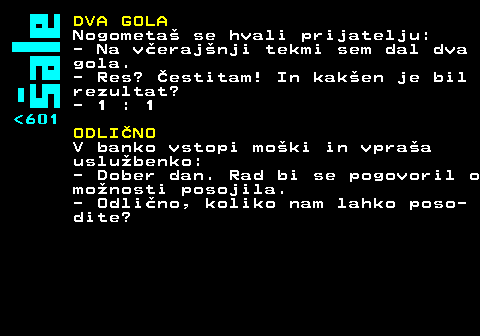 šale
<601
DVA GOLA
Nogometaš se hvali prijatelju:
- Na včerajšnji tekmi sem dal dva
gola.
- Res? Čestitam! In kakšen je bil
rezultat?
- 1 : 1
ODLIČNO
V banko vstopi moški in vpraša
uslužbenko:
- Dober dan. Rad bi se pogovoril o
možnosti posojila.
- Odlično, koliko nam lahko poso-
dite?